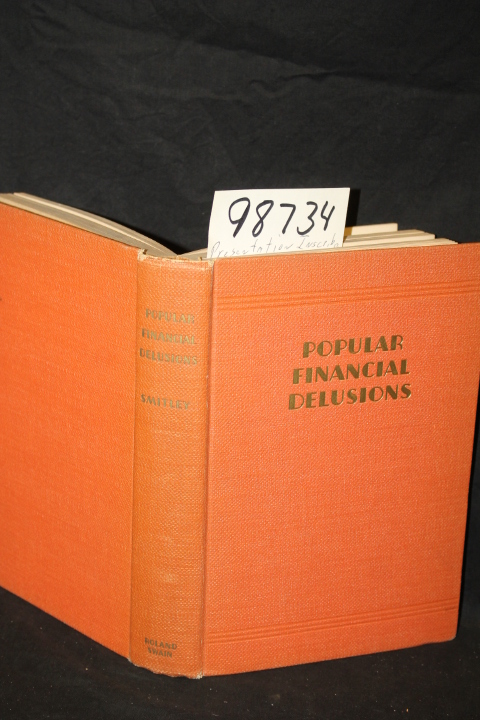 98734
Presentation Inscrib
POPULAR
FINANCIAL
DELUSIONS
SMITLEY
ROLAND
SWAIN
POPULAR
FINANCIAL
DELUSIONS